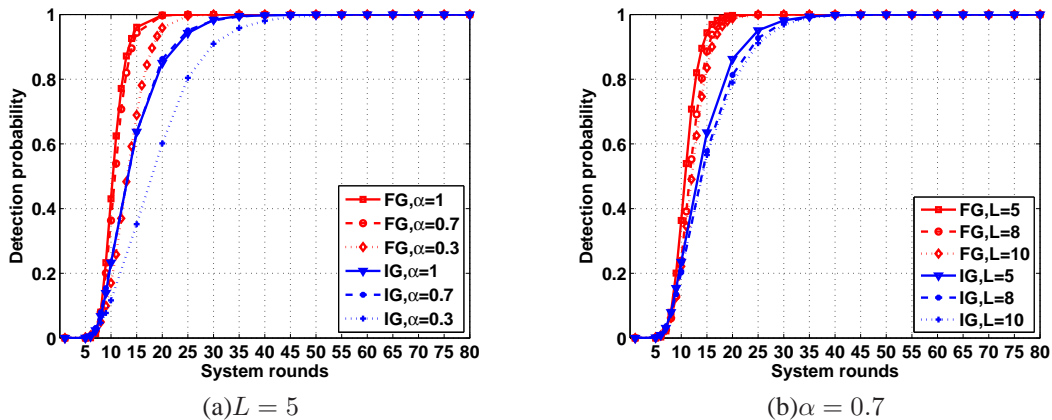 1
0.8
0.6
0.4
0.2
0
Detection probability
5 10 15 20 25 30 35 40 45 50 55 60 65 70 75 80
System rounds
FG,α=1
FG,α=0.7
FG,α=0.3
IG,α=1
IG,α=0.7
IG,α=0.3
(a)L = 5
1
0.8
0.6
0.4
0.2
0
Detection probability
5 10 15 20 25 30 35 40 45 50 55 60 65 70 75 80
System rounds
FG,L=5
FG,L=8
FG,L=10
IG,L=5
IG,L=8
IG,L=10
(b)α = 0.7